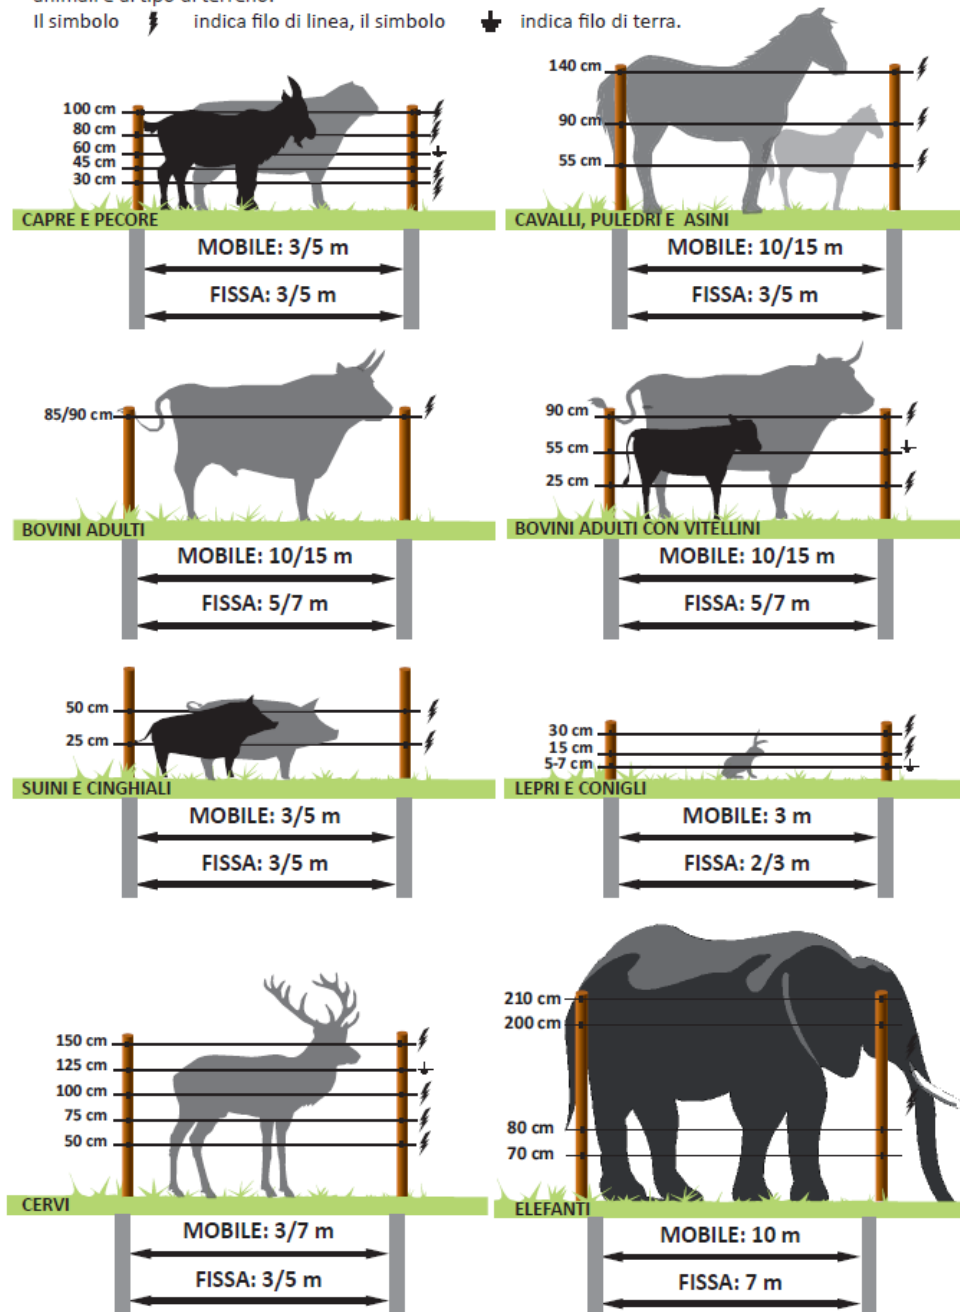 Il simbolo indica filo di linea, il simbolo indica filo di terra.
100 cm
80 cm
60 cm
45 cm
30 cm
CAPRE E PECORE
MOBILE: 3/5 m
FISSA: 3/5 m
140 cm
90 cm
55 cm
CAVALLI, PULEDRI E ASINI
MOBILE: 10/15 m
FISSA: 3/5 m
85/90 cm
BOVINI ADULTI
MOBILE: 10/15 m
FISSA: 5/7 m
90 cm
55 cm
25 cm
BOVINI ADULTI CON VITELLINI
MOBILE: 10/15 m
FISSA: 5/7 m
50 cm
25 cm
SUINI E CINGHIALI
MOBILE: 3/5 m
FISSA: 3/5 m
30 cm
15 cm
5-7 cm
LEPRI E CONIGLI
MOBILE: 3 m
FISSA: 2/3 m
150 cm
125 cm
100 cm
75 cm
50 cm
CERVI
MOBILE: 3/7 m
FISSA: 3/5 m
210 cm
200 cm
80 cm
70 cm
ELEFANTI
MOBILE: 10 m
FISSA: 7 m